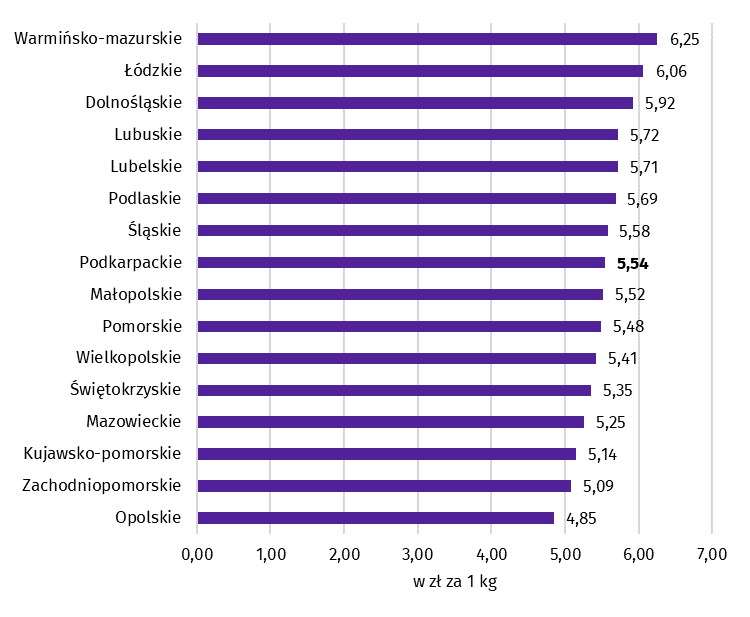 Warmińsko-mazurskie 6,25
Łódzkie 6,06
Dolnośląskie 5,92
Lubuskie 5,72
Lubelskie 5,71
Podlaskie 5,69
Śląskie 5,58
Podkarpackie 5,54
Małopolskie 5,52
Pomorskie 5,48
Wielkopolskie 5,41
Świętokrzyskie 5,35
Mazowieckie 5,25
Kujawsko-pomorskie 5,14
Zachodniopomorskie 5,09
Opolskie 4,85
0,00 1,00 2,00 3,00 4,00 5,00 6,00 7,00
w zł za 1 kg